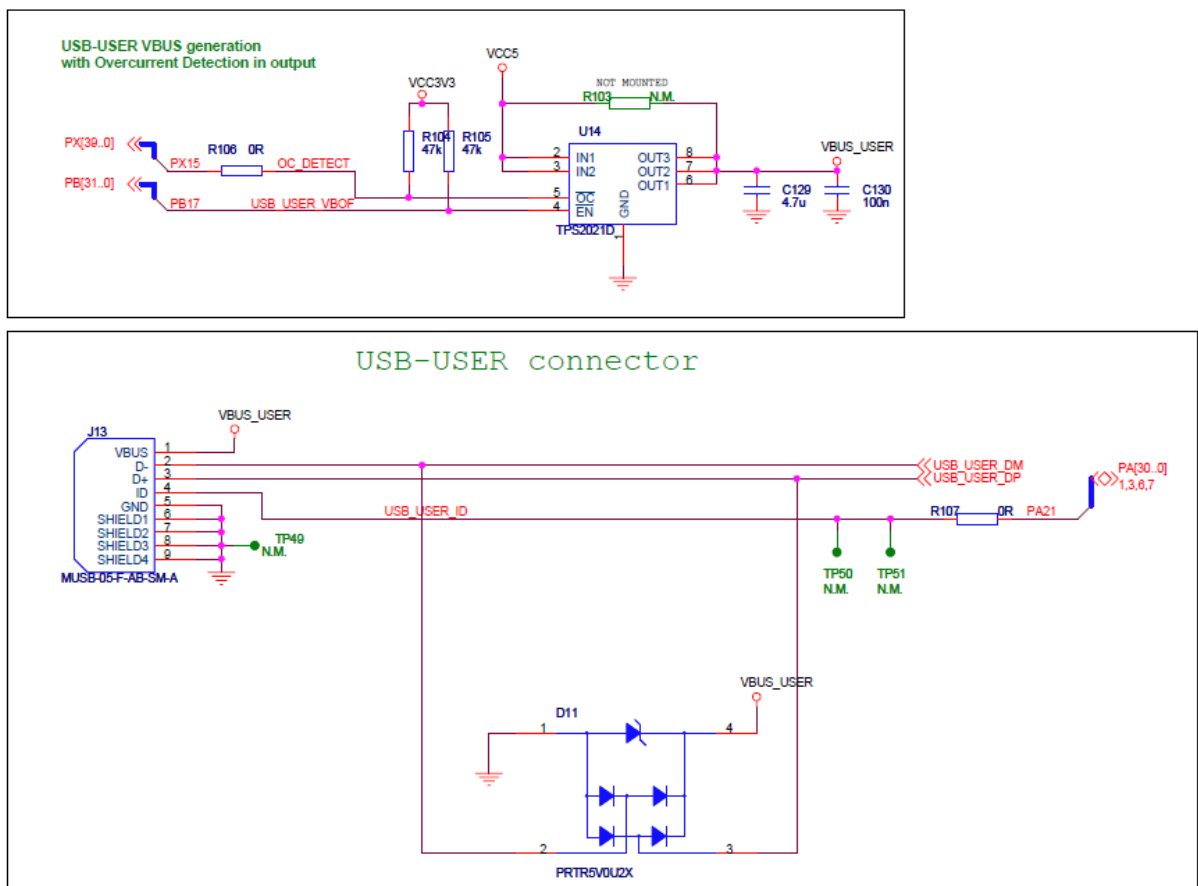 USB-USER VBUS generation
with Overcurrent Detection in output
VCC5
VCC3V3
NOT MOUNTED
R103 N.M.
U14
PX[39..0]
R106 0R
PX15
OC_DETECT
R104
47k
R105
47k
VBUS_USER
2 IN1 OUT3 8
3 IN2 OUT2 7
OUT1 6
PB[31..0]
PB17
USB_USER_VBOF
5 OC
4 EN
GND
1
TPS2021D
C129
4.7u
C130
100n
USB-USER connector
J13
VBUS_USER
VBUS 1
D- 2
D+ 3
ID 4
GND 5
SHIELD1 6
SHIELD2 7
SHIELD3 8
SHIELD4 9
MUSB-05-F-AB-SM-A
TP49
N.M.
USB_USER_DM
USB_USER_DP
USB_USER_ID
R107 0R
PA21
PA[30..0]
1,3,6,7
TP50
N.M.
TP51
N.M.
VBUS_USER
D11
1
4
2
3
PRTR5V0U2X